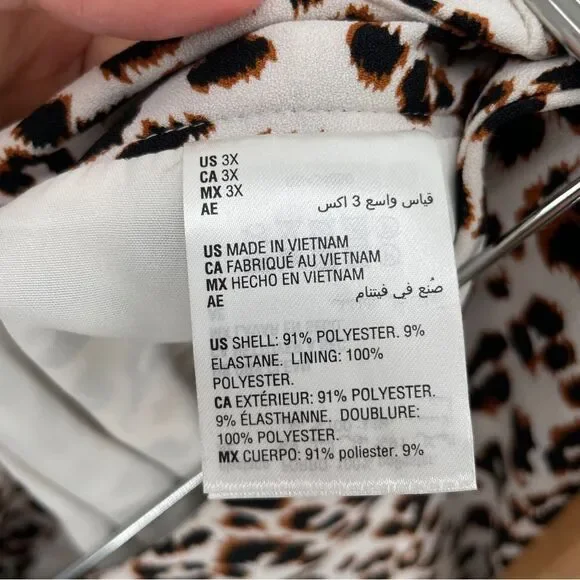 US 3X
CA 3X
MX 3X
AE قياس واسع 3 اكس
US MADE IN VIETNAM
CA FABRIQUÉ AU VIETNAM
MX HECHO EN VIETNAM
AE صُنع في فيتنام
US SHELL: 91% POLYESTER. 9%
ELASTANE. LINING: 100%
POLYESTER.
CA EXTÉRIEUR: 91% POLYESTER.
9% ÉLASTHANNE. DOUBLURE:
100% POLYESTER.
MX CUERPO: 91% poliester. 9%